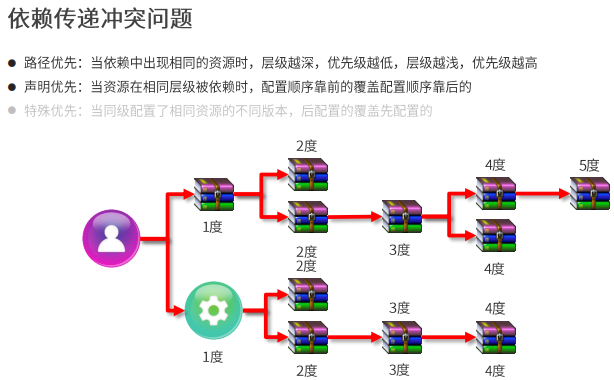 依赖传递冲突问题
● 路径优先：当依赖中出现相同的资源时，层级越深，优先级越低，层级越浅，优先级越高
● 声明优先：当资源在相同层级被依赖时，配置顺序靠前的覆盖配置顺序靠后的
● 特殊优先：当同级配置了相同资源的不同版本，后配置的覆盖先配置的
2度
4度
5度
1度
2度
3度
4度
2度
3度
4度
1度
2度
3度
4度